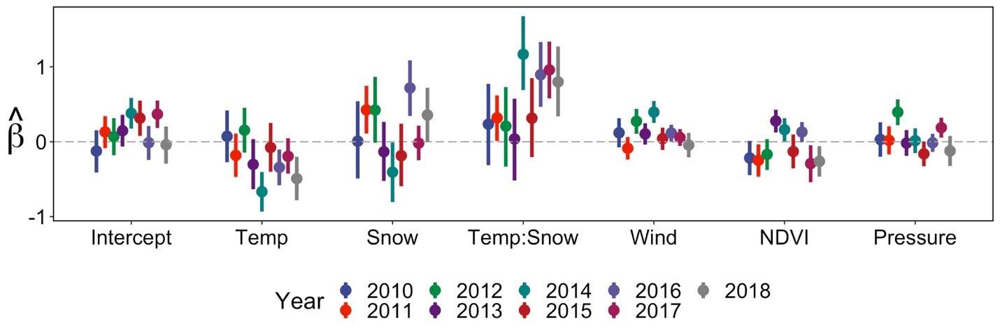 1
0
-1
β̂
Intercept Temp Snow Temp:Snow Wind NDVI Pressure
Year
2010 2012 2014 2016 2018
2011 2013 2015 2017